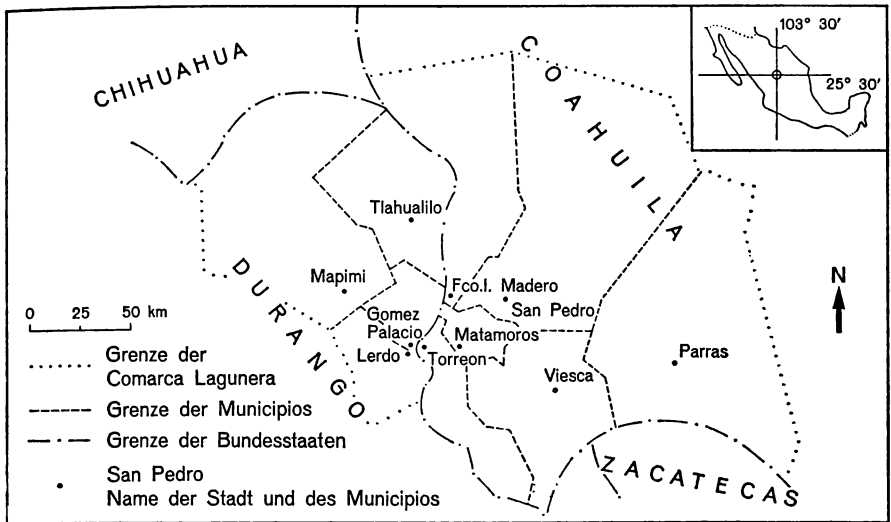 CHIHUAHUA
COAHUILA
103° 30′
25° 30′
Tlahualilo
DURANGO
Mapimi
Fco.I. Madero
San Pedro
N
0 25 50 km
Gomez
Palacio
Matamoros
Lerdo
Torreon
Parras
Viesca
Grenze der
Comarca Lagunera
Grenze der Municipios
Grenze der Bundesstaaten
San Pedro
Name der Stadt und des Municipios
ZACATECAS